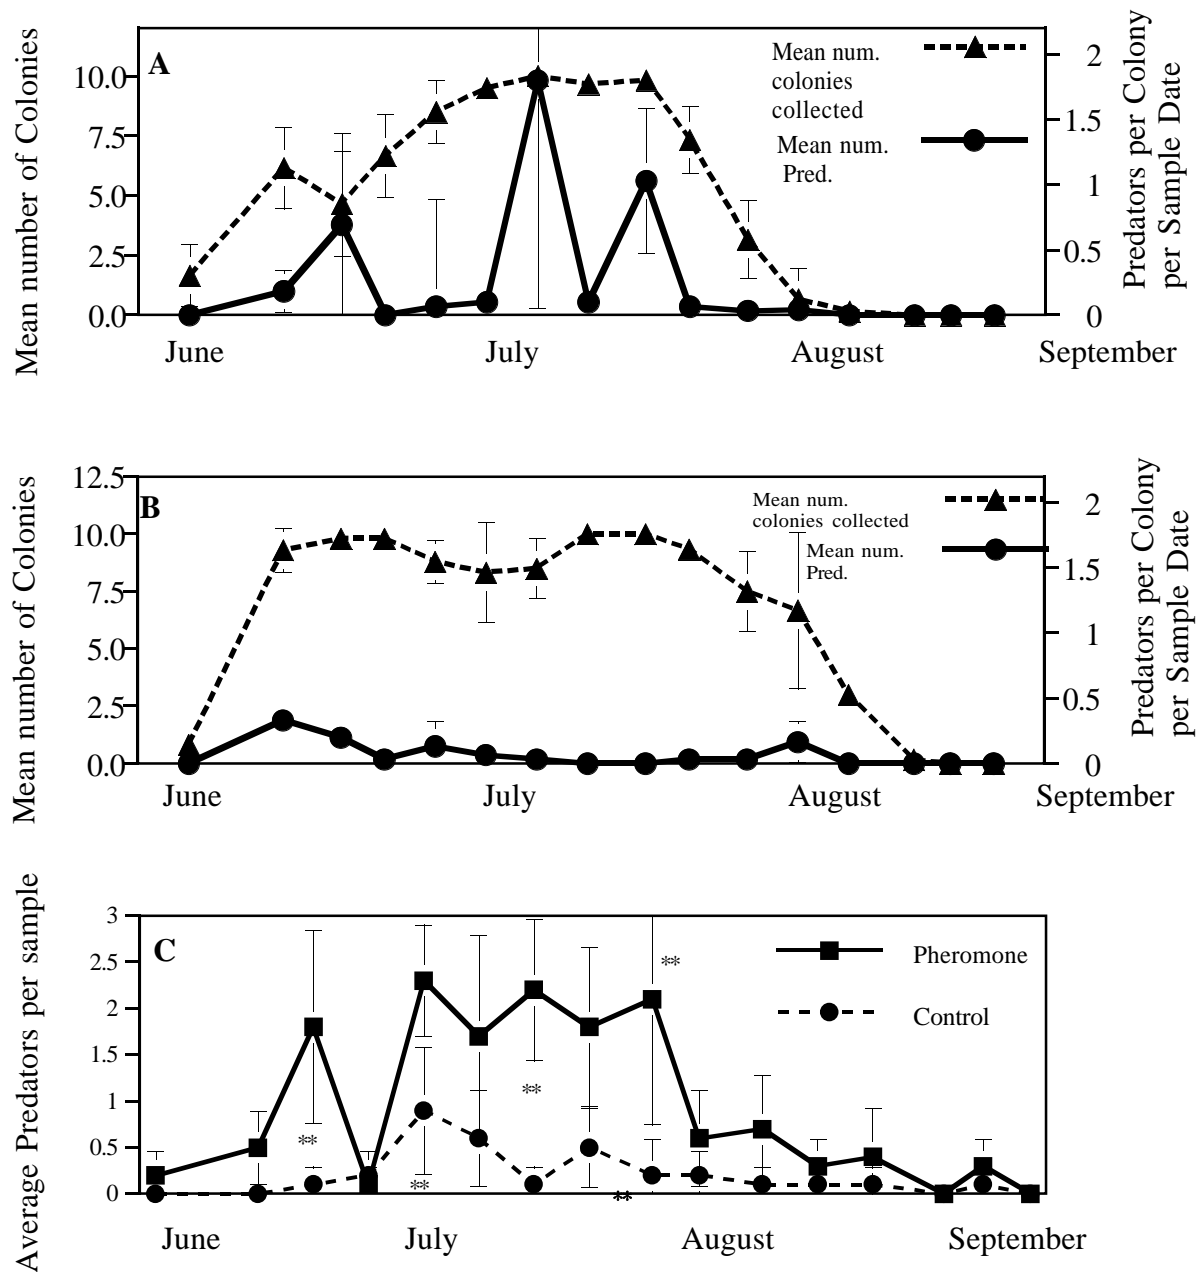 Mean number of Colonies
A
10.0
7.5
5.0
2.5
0.0
Mean num.
colonies
collected
Mean num.
Pred.
2
1.5
1
0.5
0
Predators per Colony
per Sample Date
June July August September
Mean number of Colonies
B
12.5
10.0
7.5
5.0
2.5
0.0
Mean num.
colonies collected
Mean num.
Pred.
2
1.5
1
0.5
0
Predators per Colony
per Sample Date
June July August September
Average Predators per sample
C
3
2.5
2
1.5
1
0.5
0
Pheromone
Control
**
**
**
**
**
June July August September